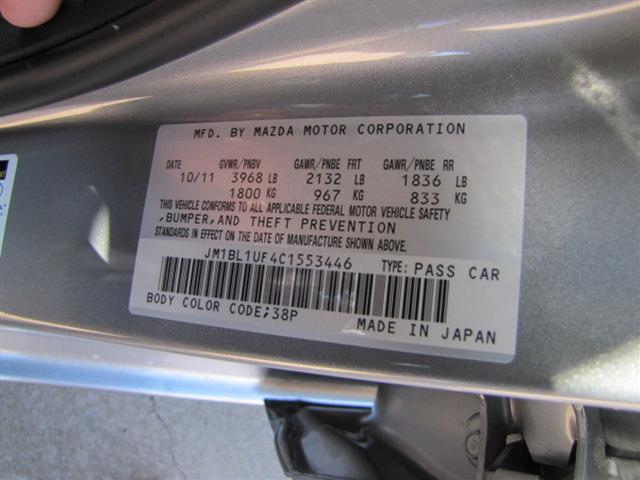 MFD. BY MAZDA MOTOR CORPORATION
DATE GVWR/PNBV GAWR/PNBE FRT GAWR/PNBE RR
10/11 3968 LB 2132 LB 1836 LB
1800 KG 967 KG 833 KG
THIS VEHICLE CONFORMS TO ALL APPLICABLE FEDERAL MOTOR VEHICLE SAFETY
,BUMPER,AND THEFT PREVENTION
STANDARDS IN EFFECT ON THE DATE OF MANUFACTURE SHOWN ABOVE.
JM1BL1UF4C1553446 TYPE: PASS CAR
BODY COLOR CODE;38P
MADE IN JAPAN